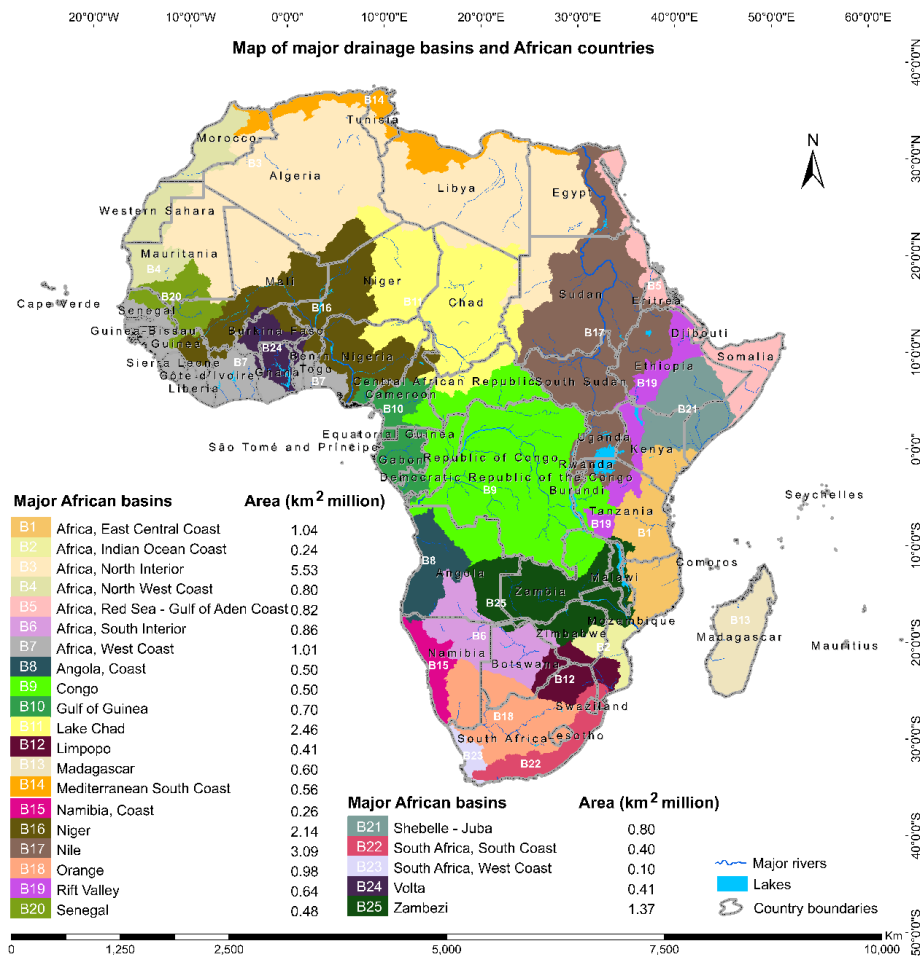 20°0'0"W 10°0'0"W 0°0'0" 10°0'0"E 20°0'0"E 30°0'0"E 40°0'0"E 50°0'0"E 60°0'0"E
Map of major drainage basins and African countries
40°0'0"N
30°0'0"N
20°0'0"N
10°0'0"N
0°0'0"
10°0'0"S
20°0'0"S
30°0'0"S
40°0'0"S
50°0'0"S
N
B14
Tunisia
Morocco
B3
Algeria
Libya
Egypt
Western Sahara
Mauritania
B4
Mali
Niger
B11
Chad
Sudan
B5
Eritrea
Cape Verde
B20
Senegal
B16
B17
Djibouti
Guinea-Bissau
Guinea
Burkina Faso
B24
Benin
Nigeria
Somalia
Sierra Leone
B7
Togo
Ethiopia
Côte d'Ivoire
Ghana
B7
Central African Republic
South Sudan
B19
Liberia
Cameroon
B10
B21
Equatorial Guinea
Uganda
São Tomé and Príncipe
Gabon
Republic of Congo
Kenya
Rwanda
Democratic Republic of the Congo
B9
Burundi
Seychelles
Tanzania
B19
B1
B8
Angola
Comoros
Malawi
B25
Zambia
Mozambique
B13
Madagascar
Mauritius
Zimbabwe
B6
B2
Namibia
B15
Botswana
B12
Swaziland
B18
South Africa
Lesotho
B23
B22
Major African basins Area (km2 million)
B1 Africa, East Central Coast 1.04
B2 Africa, Indian Ocean Coast 0.24
B3 Africa, North Interior 5.53
B4 Africa, North West Coast 0.80
B5 Africa, Red Sea - Gulf of Aden Coast 0.82
B6 Africa, South Interior 0.86
B7 Africa, West Coast 1.01
B8 Angola, Coast 0.50
B9 Congo 0.50
B10 Gulf of Guinea 0.70
B11 Lake Chad 2.46
B12 Limpopo 0.41
B13 Madagascar 0.60
B14 Mediterranean South Coast 0.56
B15 Namibia, Coast 0.26
B16 Niger 2.14
B17 Nile 3.09
B18 Orange 0.98
B19 Rift Valley 0.64
B20 Senegal 0.48
Major African basins Area (km2 million)
B21 Shebelle - Juba 0.80
B22 South Africa, South Coast 0.40
B23 South Africa, West Coast 0.10
B24 Volta 0.41
B25 Zambezi 1.37
Major rivers
Lakes
Country boundaries
Km
0 1,250 2,500 5,000 7,500 10,000